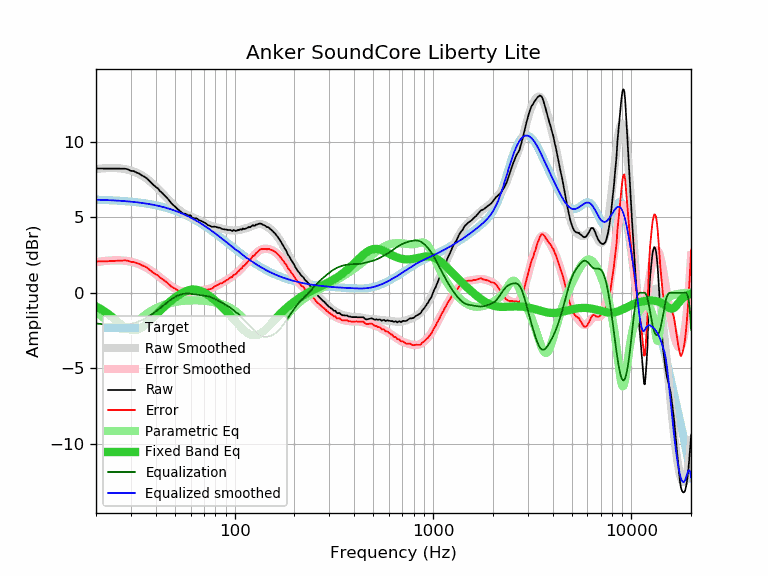 Anker SoundCore Liberty Lite
Amplitude (dBr)
10
5
0
−5
−10
Target
Raw Smoothed
Error Smoothed
Raw
Error
Parametric Eq
Fixed Band Eq
Equalization
Equalized smoothed
100
1000
10000
Frequency (Hz)